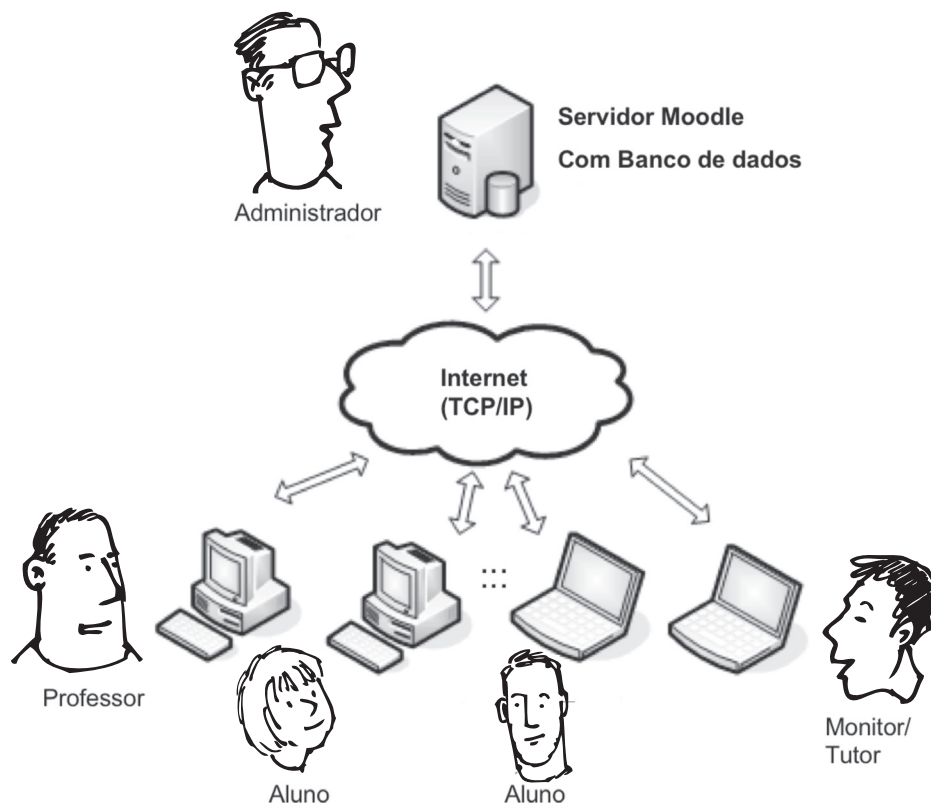 Servidor Moodle
Com Banco de dados
Administrador
Internet
(TCP/IP)
Professor
Aluno
Aluno
Monitor/
Tutor